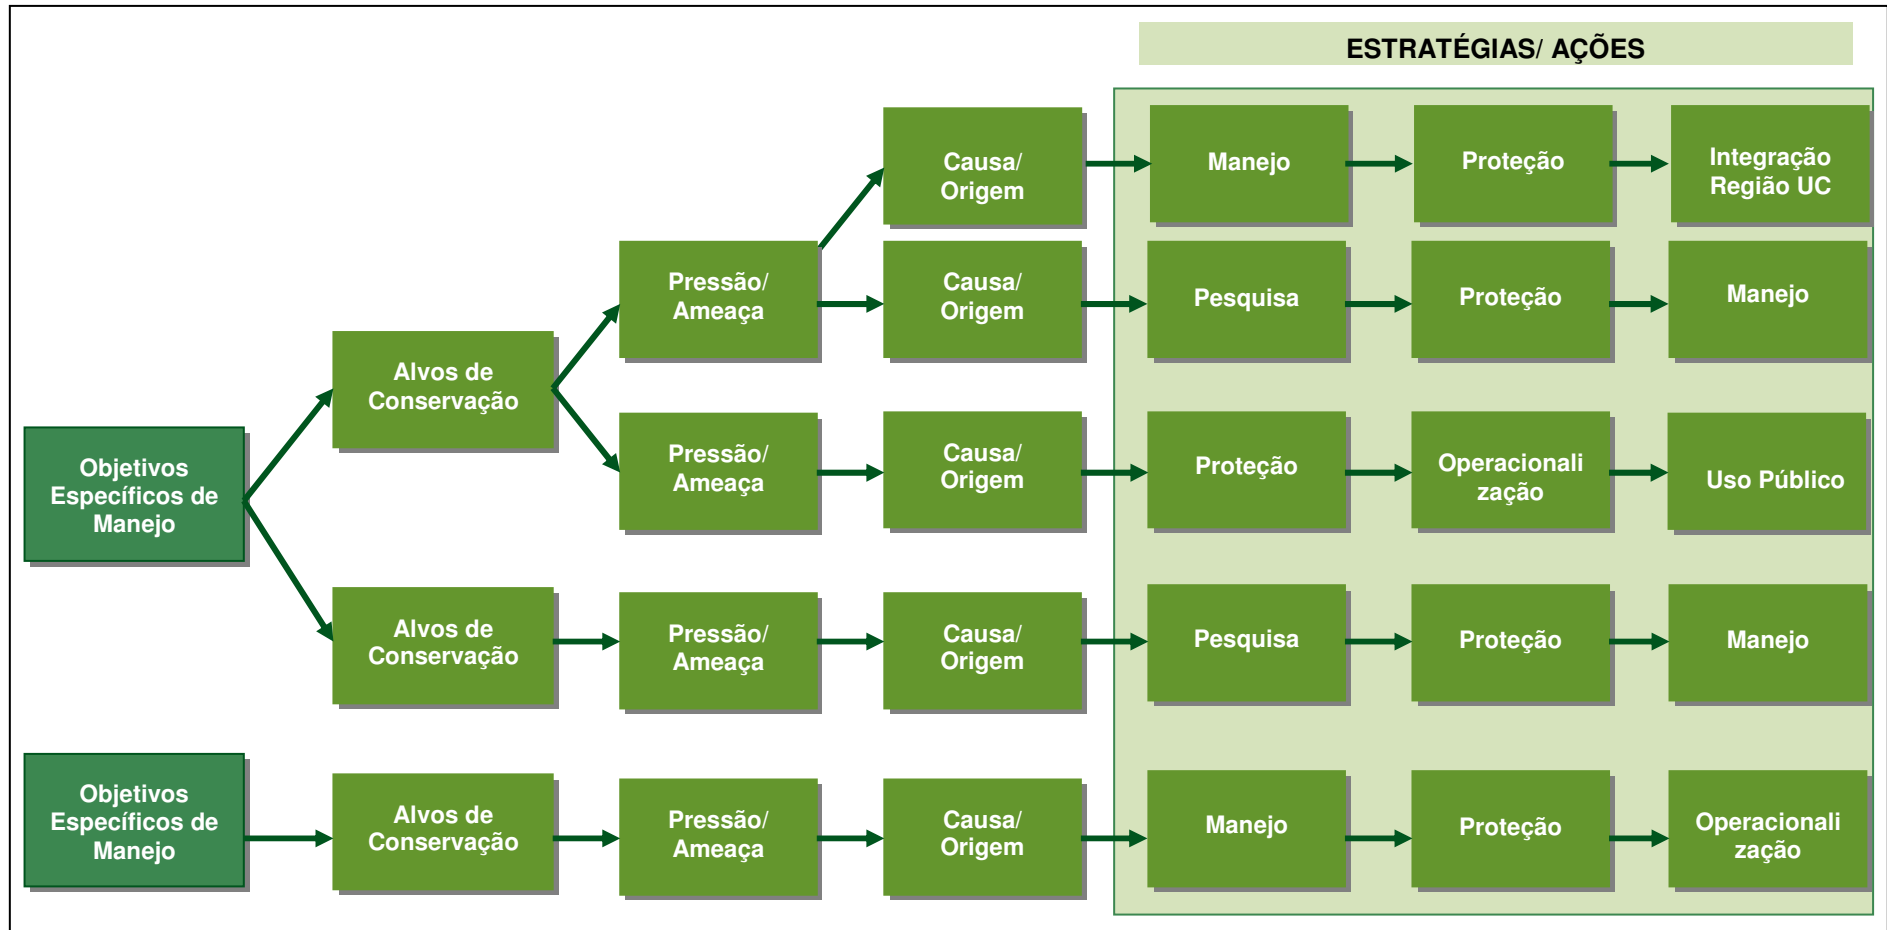 ESTRATÉGIAS/ AÇÕES
Causa/
Origem
Manejo
Proteção
Integração
Região UC
Pressão/
Ameaça
Causa/
Origem
Pesquisa
Proteção
Manejo
Alvos de
Conservação
Objetivos
Específicos de
Manejo
Pressão/
Ameaça
Causa/
Origem
Proteção
Operacionali
zação
Uso Público
Alvos de
Conservação
Pressão/
Ameaça
Causa/
Origem
Pesquisa
Proteção
Manejo
Objetivos
Específicos de
Manejo
Alvos de
Conservação
Pressão/
Ameaça
Causa/
Origem
Manejo
Proteção
Operacionali
zação